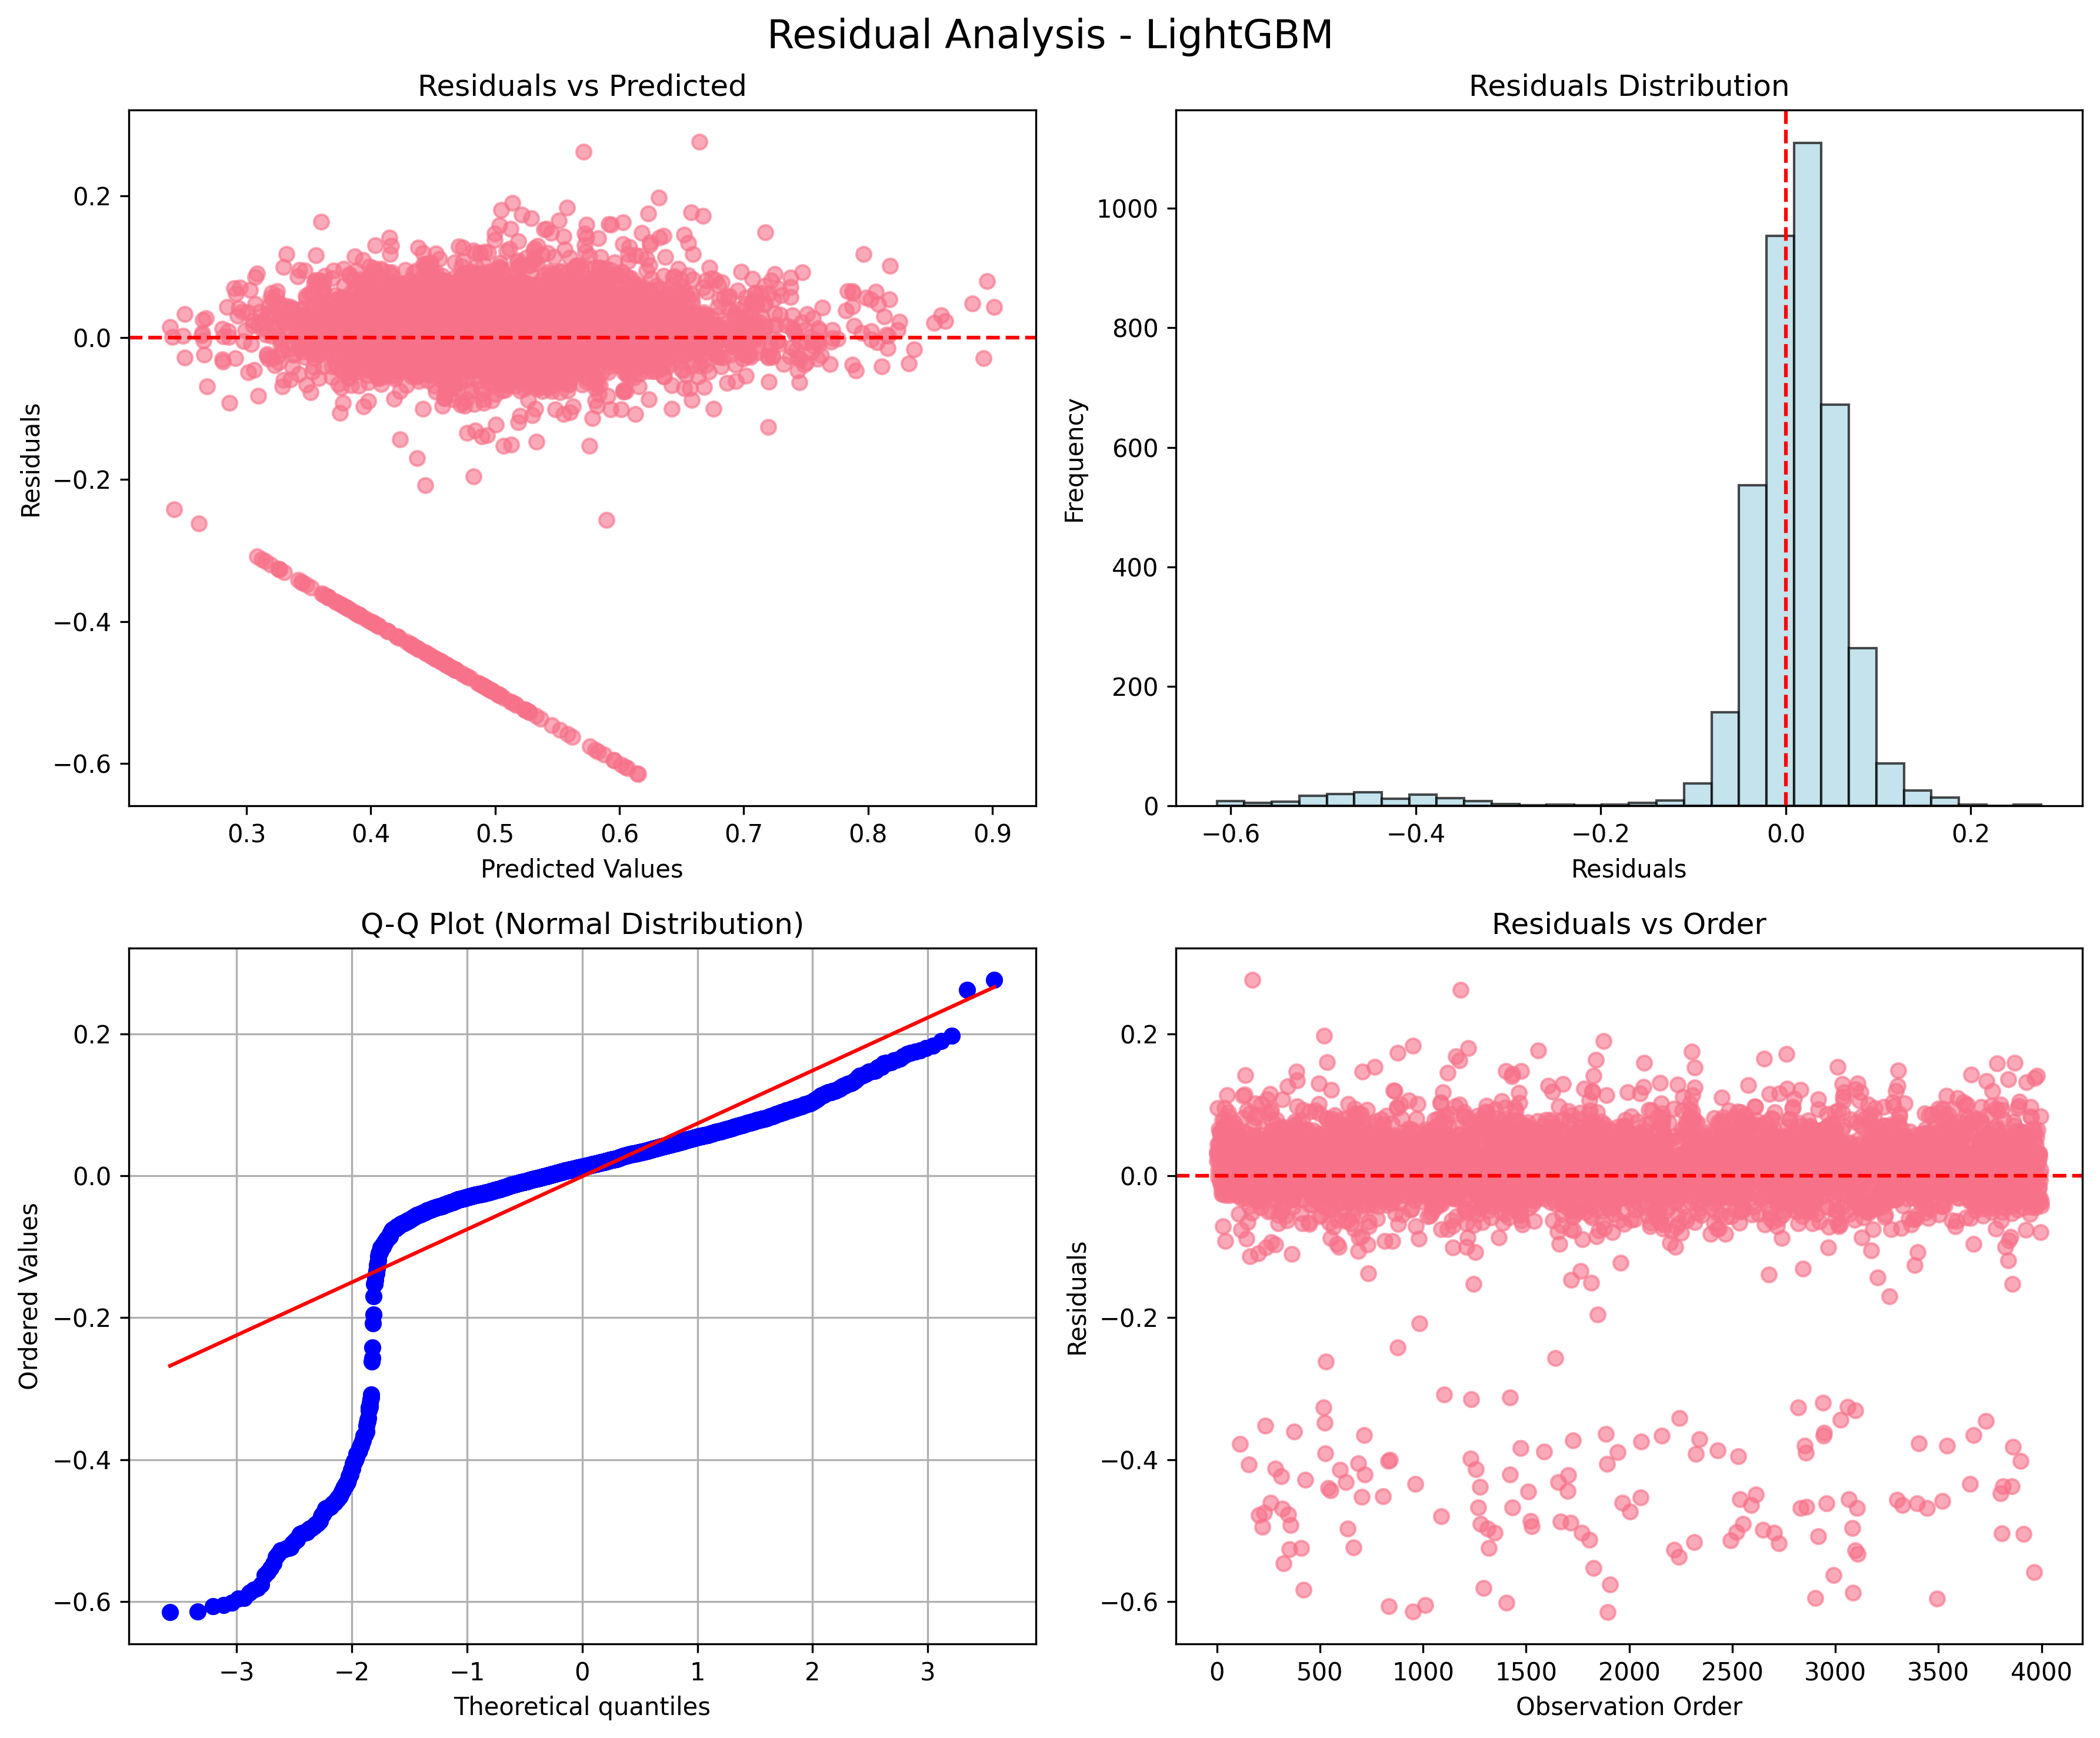 Residual Analysis - LightGBM
Residuals vs Predicted
Residuals
0.2
0.0
−0.2
−0.4
−0.6
0.3 0.4 0.5 0.6 0.7 0.8 0.9
Predicted Values
Residuals Distribution
Frequency
1000
800
600
400
200
0
−0.6 −0.4 −0.2 0.0 0.2
Residuals
Q-Q Plot (Normal Distribution)
Ordered Values
0.2
0.0
−0.2
−0.4
−0.6
−3 −2 −1 0 1 2 3
Theoretical quantiles
Residuals vs Order
Residuals
0.2
0.0
−0.2
−0.4
−0.6
0 500 1000 1500 2000 2500 3000 3500 4000
Observation Order